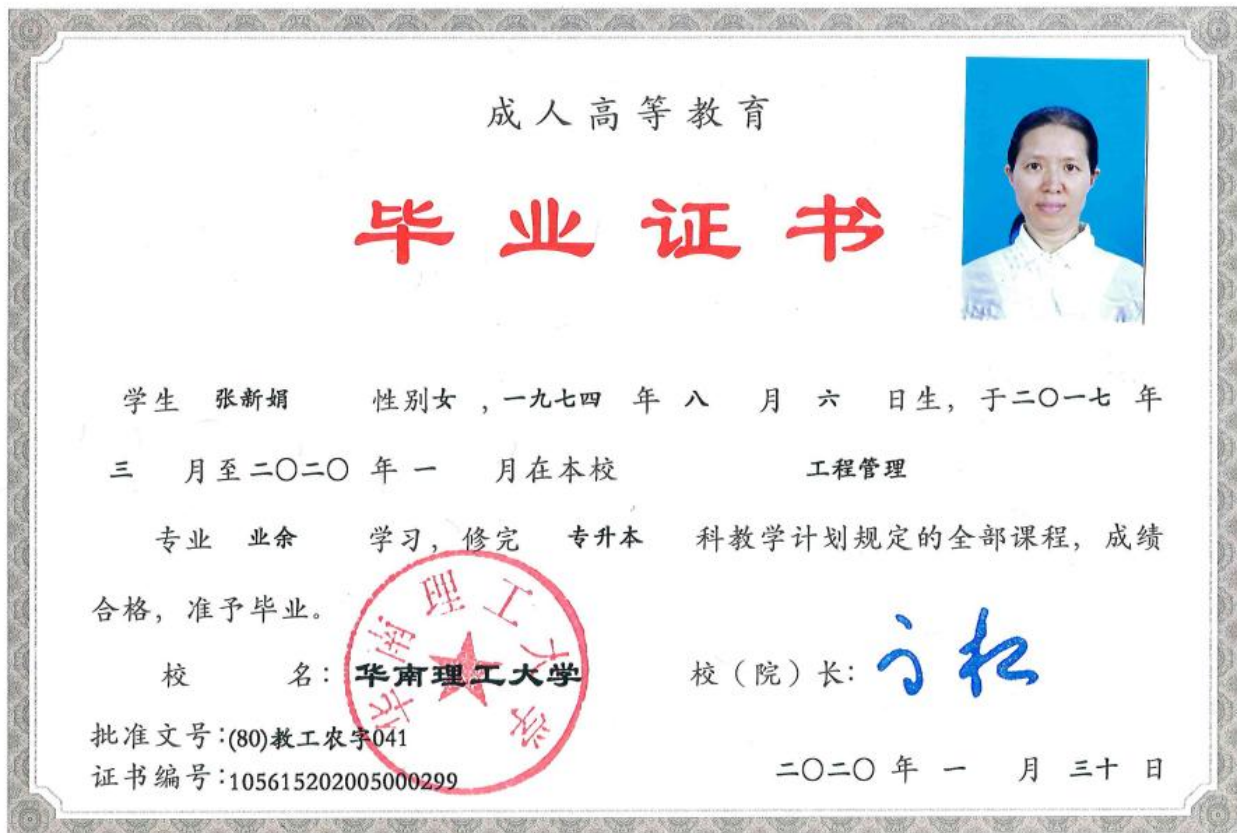 成人高等教育
毕业证书
学生 张新娟 性别女 ，一九七四 年 八 月 六 日生，于二〇一七 年
三 月至二〇二〇 年 一 月在本校 工程管理
专业 业余 学习，修完 专升本 科教学计划规定的全部课程，成绩
合格，准予毕业。
华南理工大学
校 名：华南理工大学
校（院）长：
批准文号：(80)教工农字041
证书编号：105615202005000299
二〇二〇 年 一 月 三十 日